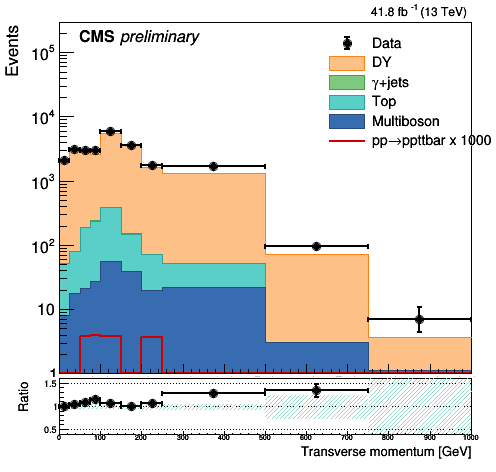 41.8 fb⁻¹ (13 TeV)
CMS preliminary
Events
10⁵
10⁴
10³
10²
10
1
Data
DY
γ+jets
Top
Multiboson
pp→ppttbar x 1000
Ratio
1.5
1
0.5
0 100 200 300 400 500 600 700 800 900 1000
Transverse momentum [GeV]